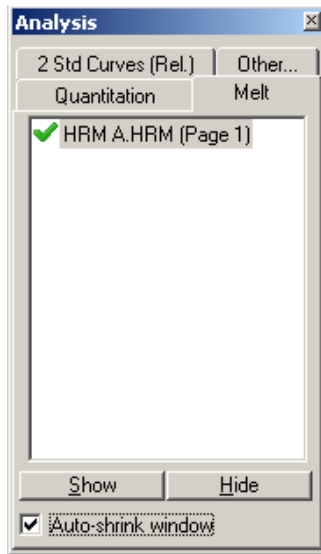 Analysis
2 Std Curves (Rel.) Other...
Quantitation Melt
HRM A.HRM (Page 1)
Show Hide
Auto-shrink window